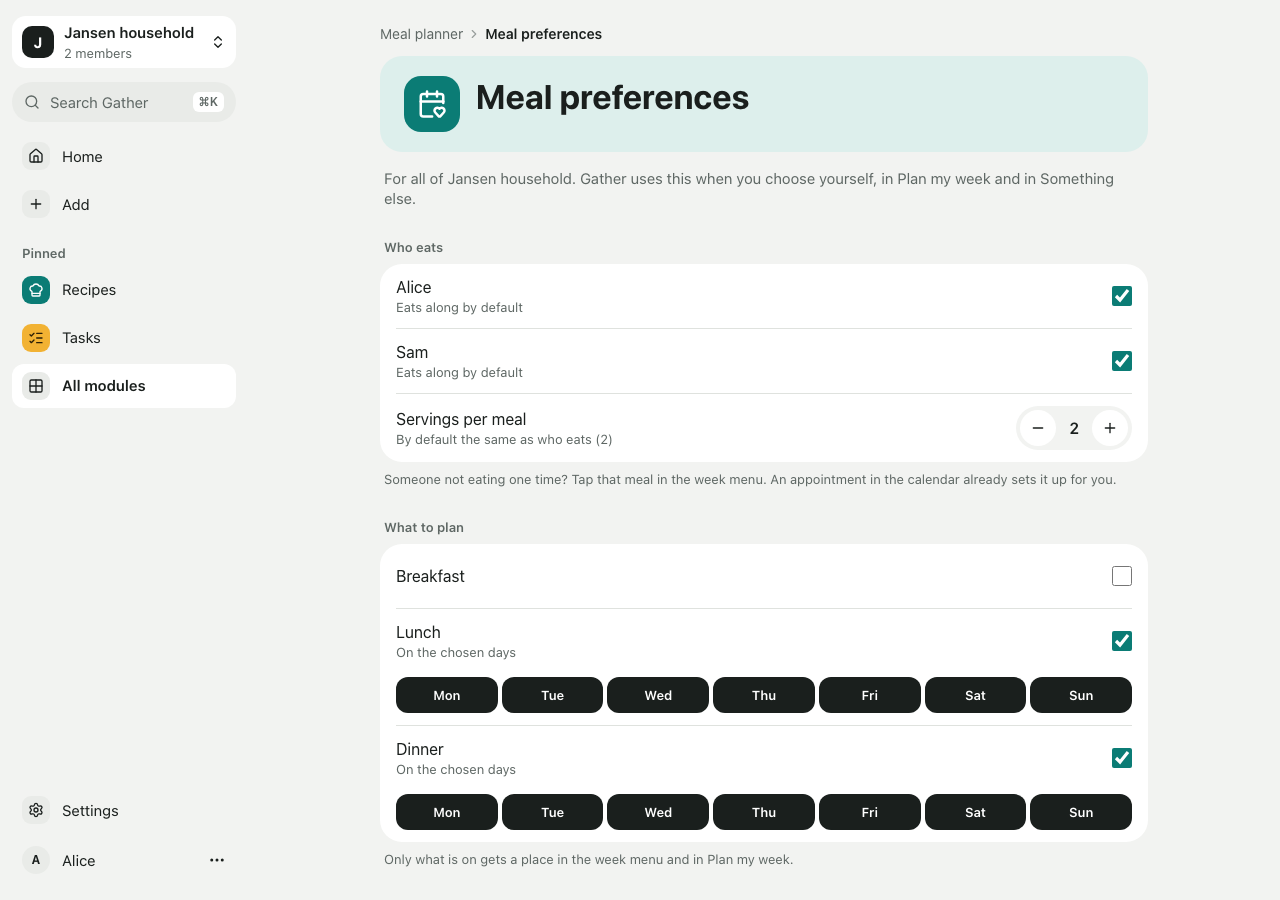 J
Jansen household
2 members
Search Gather
⌘K
Home
Add
Pinned
Recipes
Tasks
All modules
Settings
A
Alice
Meal planner
Meal preferences
Meal preferences
For all of Jansen household. Gather uses this when you choose yourself, in Plan my week and in Something
else.
Who eats
Alice
Eats along by default
Sam
Eats along by default
Servings per meal
By default the same as who eats (2)
2
Someone not eating one time? Tap that meal in the week menu. An appointment in the calendar already sets it up for you.
What to plan
Breakfast
Lunch
On the chosen days
Mon Tue Wed Thu Fri Sat Sun
Dinner
On the chosen days
Mon Tue Wed Thu Fri Sat Sun
Only what is on gets a place in the week menu and in Plan my week.